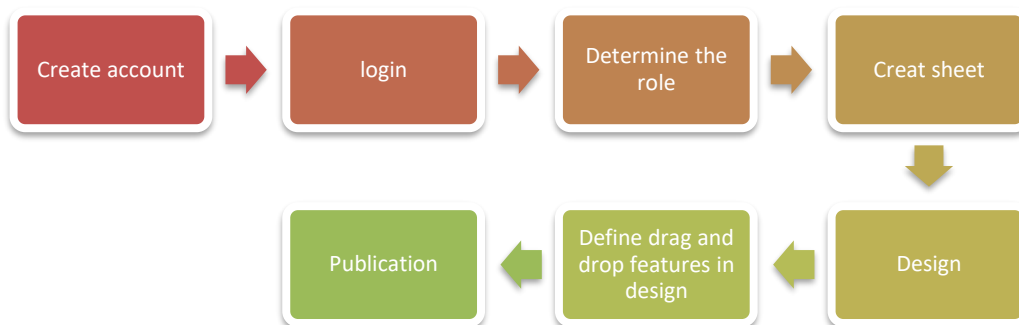 Create account
login
Determine the
role
Creat sheet
Design
Define drag and
drop features in
design
Publication